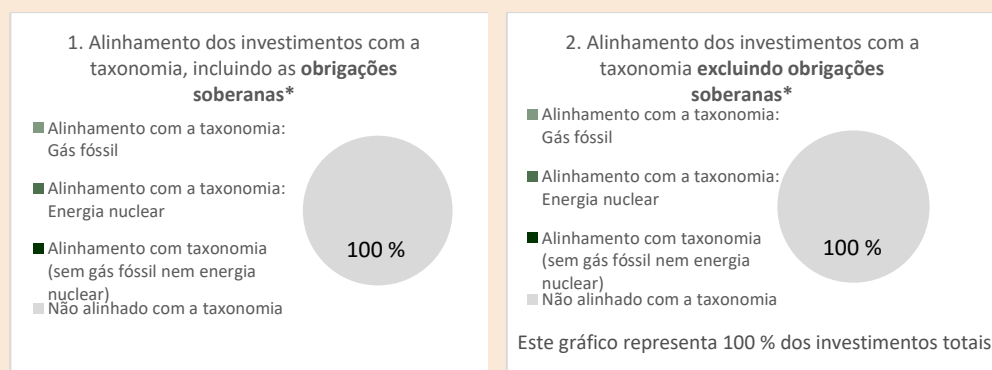 1. Alinhamento dos investimentos com a
taxonomia, incluindo as obrigações
soberanas*
Alinhamento com a taxonomia:
Gás fóssil
Alinhamento com a taxonomia:
Energia nuclear
Alinhamento com taxonomia
(sem gás fóssil nem energia
nuclear)
Não alinhado com a taxonomia
100 %
2. Alinhamento dos investimentos com a
taxonomia excluindo obrigações
soberanas*
Alinhamento com a taxonomia:
Gás fóssil
Alinhamento com a taxonomia:
Energia nuclear
Alinhamento com taxonomia
(sem gás fóssil nem energia
nuclear)
Não alinhado com a taxonomia
100 %
Este gráfico representa 100 % dos investimentos totais